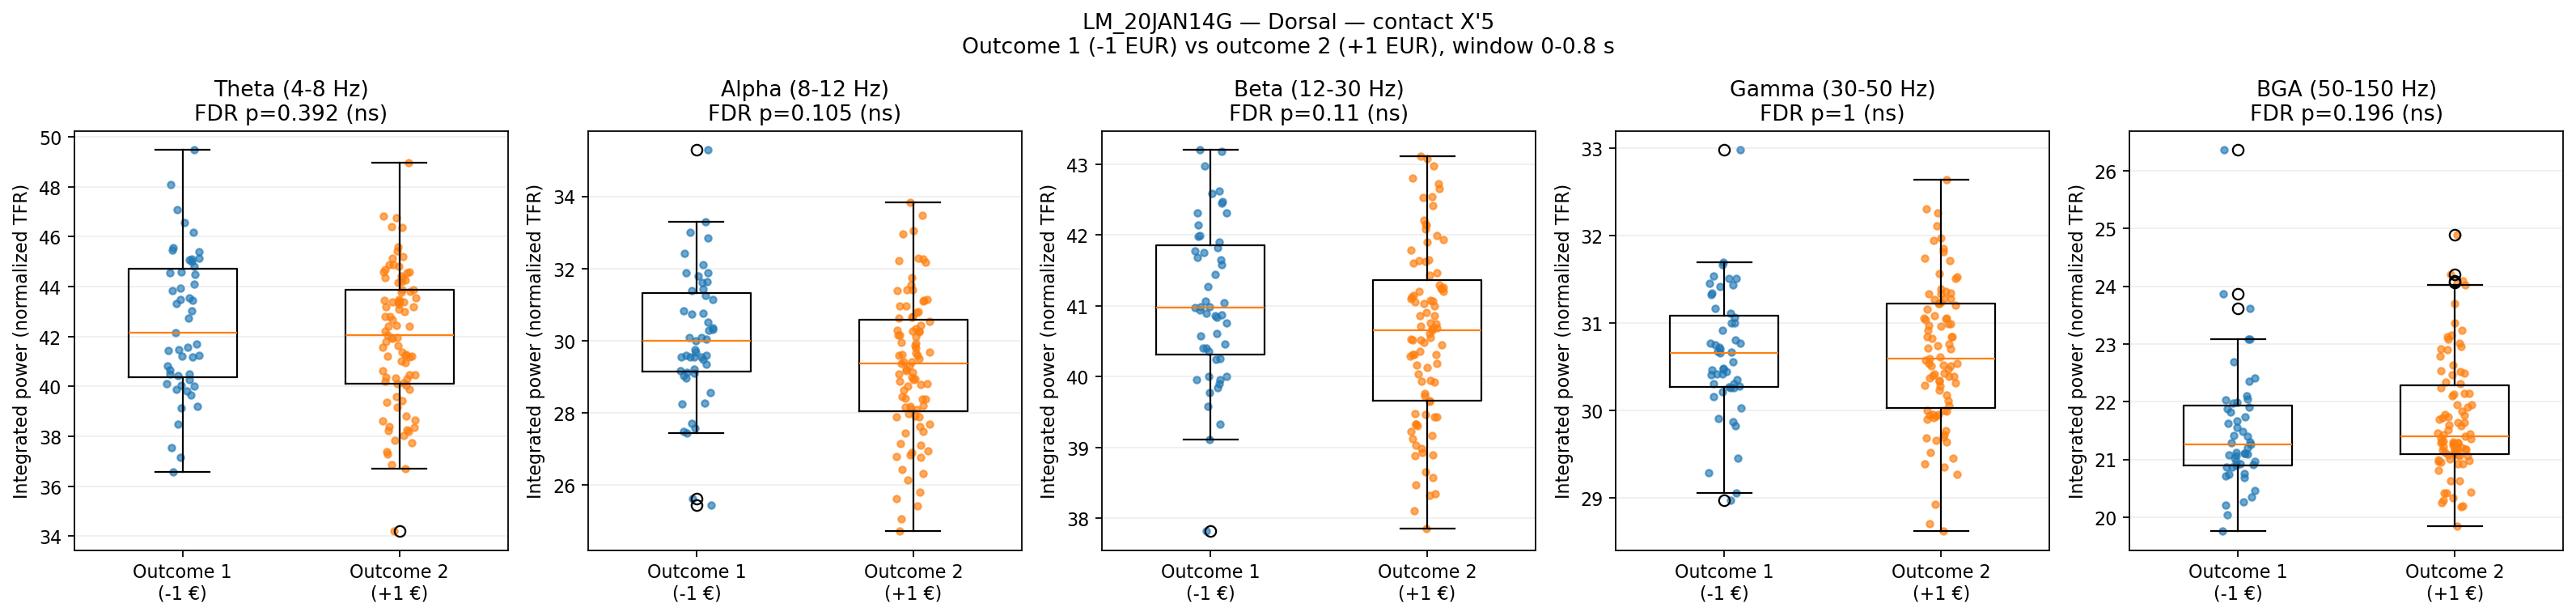 LM_20JAN14G — Dorsal — contact X'5
Outcome 1 (-1 EUR) vs outcome 2 (+1 EUR), window 0-0.8 s
Theta (4-8 Hz)
FDR p=0.392 (ns)
Integrated power (normalized TFR)
50
48
46
44
42
40
38
36
34
Outcome 1
(-1 €)
Outcome 2
(+1 €)
Alpha (8-12 Hz)
FDR p=0.105 (ns)
Integrated power (normalized TFR)
34
32
30
28
26
Outcome 1
(-1 €)
Outcome 2
(+1 €)
Beta (12-30 Hz)
FDR p=0.11 (ns)
Integrated power (normalized TFR)
43
42
41
40
39
38
Outcome 1
(-1 €)
Outcome 2
(+1 €)
Gamma (30-50 Hz)
FDR p=1 (ns)
Integrated power (normalized TFR)
33
32
31
30
29
Outcome 1
(-1 €)
Outcome 2
(+1 €)
BGA (50-150 Hz)
FDR p=0.196 (ns)
Integrated power (normalized TFR)
26
25
24
23
22
21
20
Outcome 1
(-1 €)
Outcome 2
(+1 €)